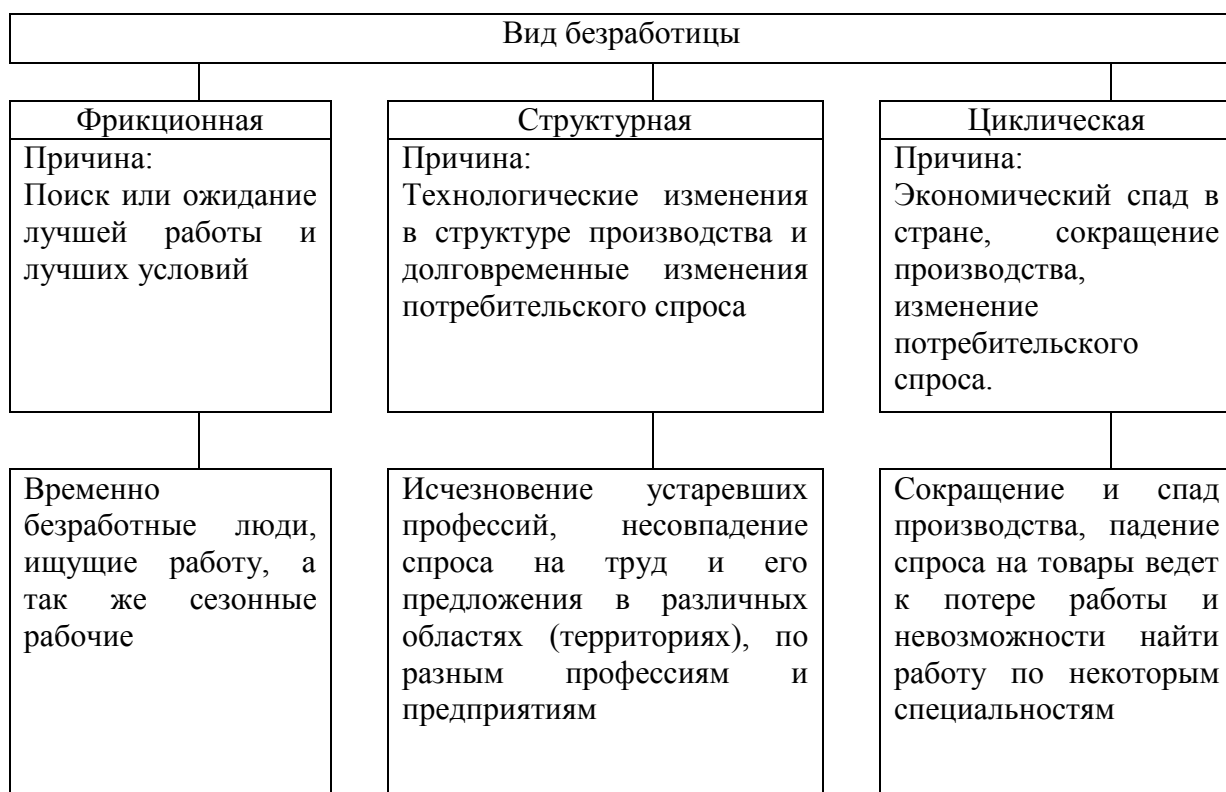 Вид безработицы
Фрикционная
Причина:
Поиск или ожидание
лучшей работы и
лучших условий
Структурная
Причина:
Технологические изменения
в структуре производства и
долговременные изменения
потребительского спроса
Циклическая
Причина:
Экономический спад в
стране, сокращение
производства,
изменение
потребительского
спроса.
Временно
безработные люди,
ищущие работу, а
так же сезонные
рабочие
Исчезновение устаревших
профессий, несовпадение
спроса на труд и его
предложения в различных
областях (территориях), по
разным профессиям и
предприятиям
Сокращение и спад
производства, падение
спроса на товары ведет
к потере работы и
невозможности найти
работу по некоторым
специальностям